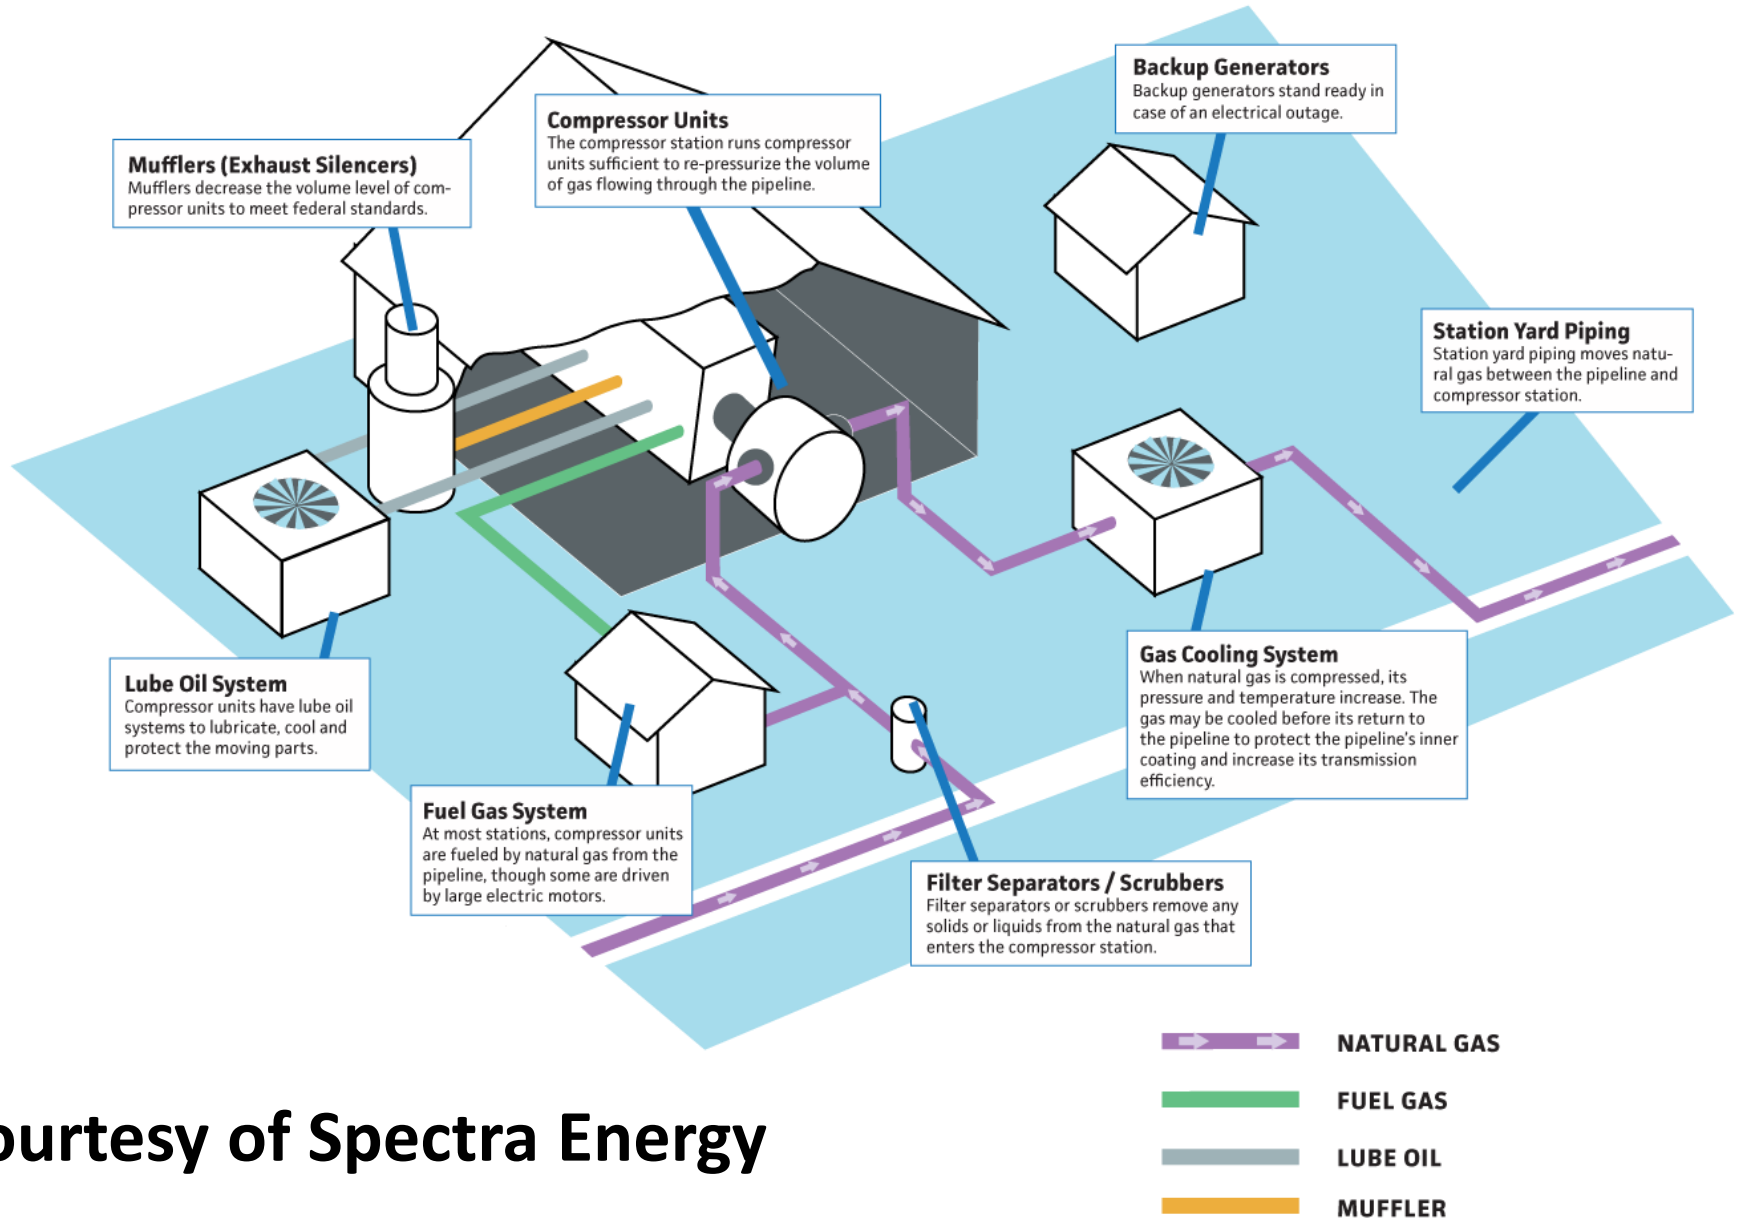 Backup Generators
Backup generators stand ready in
case of an electrical outage.
Compressor Units
The compressor station runs compressor
units sufficient to re-pressurize the volume
of gas flowing through the pipeline.
Mufflers (Exhaust Silencers)
Mufflers decrease the volume level of com-
pressor units to meet federal standards.
Station Yard Piping
Station yard piping moves natu-
ral gas between the pipeline and
compressor station.
Lube Oil System
Compressor units have lube oil
systems to lubricate, cool and
protect the moving parts.
Gas Cooling System
When natural gas is compressed, its
pressure and temperature increase. The
gas may be cooled before its return to
the pipeline to protect the pipeline's inner
coating and increase its transmission
efficiency.
Fuel Gas System
At most stations, compressor units
are fueled by natural gas from the
pipeline, though some are driven
by large electric motors.
Filter Separators / Scrubbers
Filter separators or scrubbers remove any
solids or liquids from the natural gas that
enters the compressor station.
NATURAL GAS
FUEL GAS
LUBE OIL
MUFFLER
ourtesy of Spectra Energy